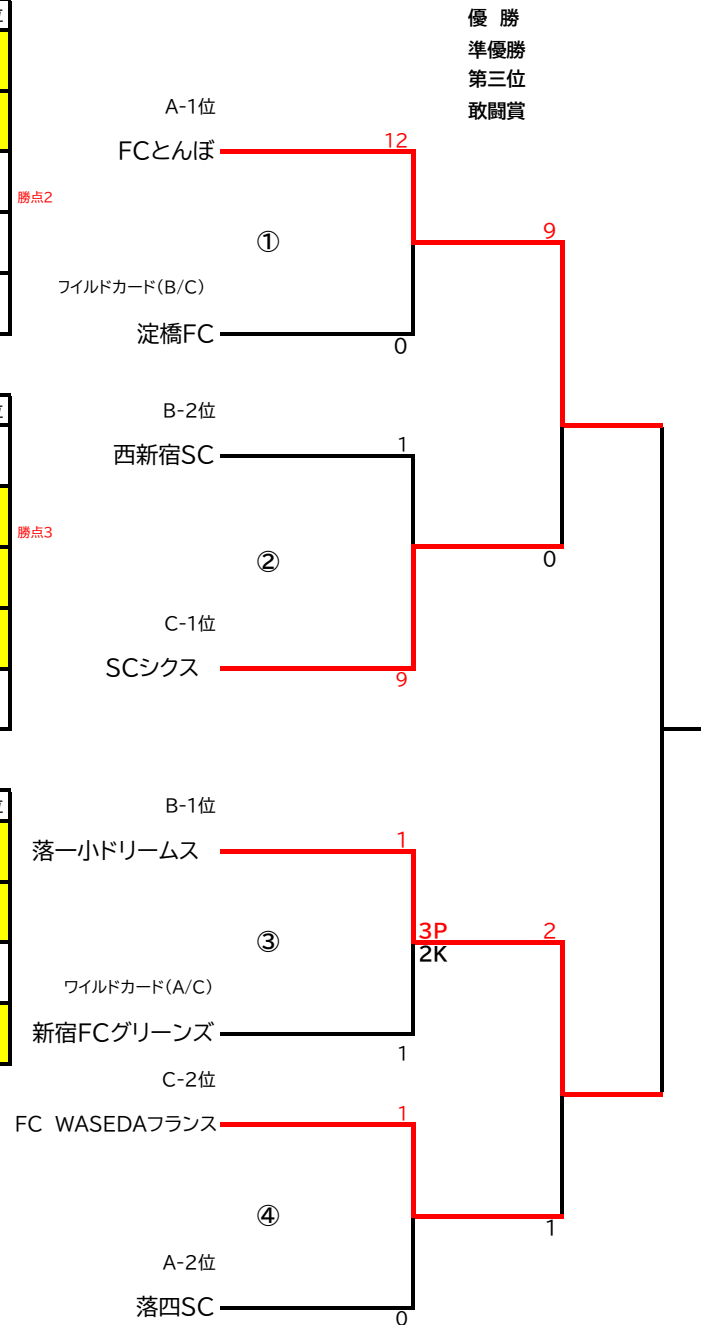 優 勝
準優勝
第三位
敢闘賞
A-1位
FCとんぼ
12
勝点2
①
9
フイルドカード(B/C)
淀橋FC
0
B-2位
西新宿SC
1
勝点3
②
0
C-1位
SCシクス
9
B-1位
落一小ドリームス
1
③
3P
2K
2
ワイルドカード(A/C)
新宿FCグリーンズ
1
C-2位
FC WASEDAフランス
1
④
1
A-2位
落四SC
0